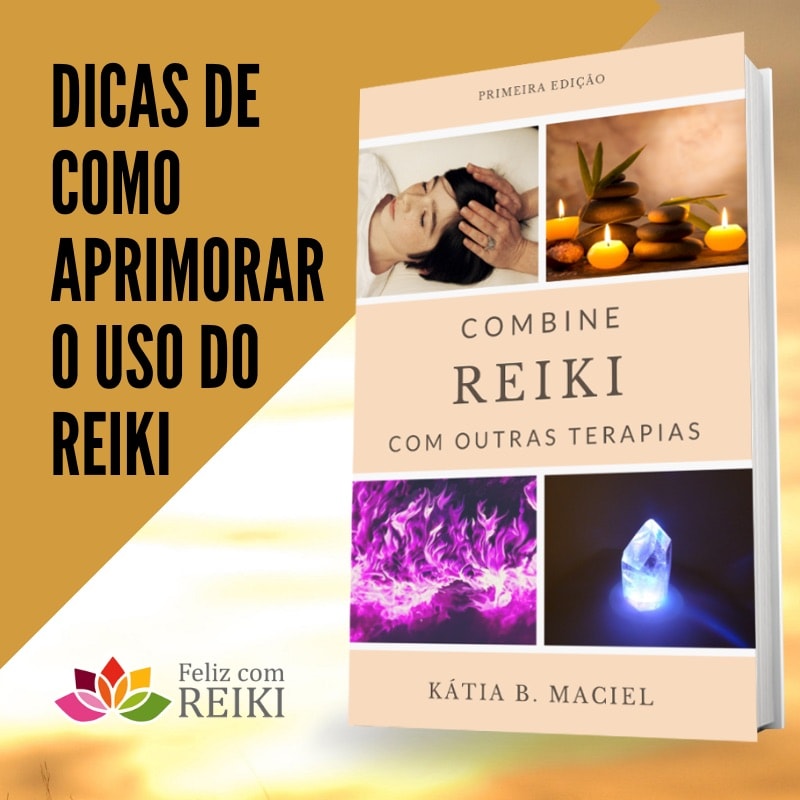 DICAS DE
COMO
APRIMORAR
O USO DO
REIKI
PRIMEIRA EDIÇÃO
COMBINE
REIKI
COM OUTRAS TERAPIAS
KÁTIA B. MACIEL
Feliz com
REIKI